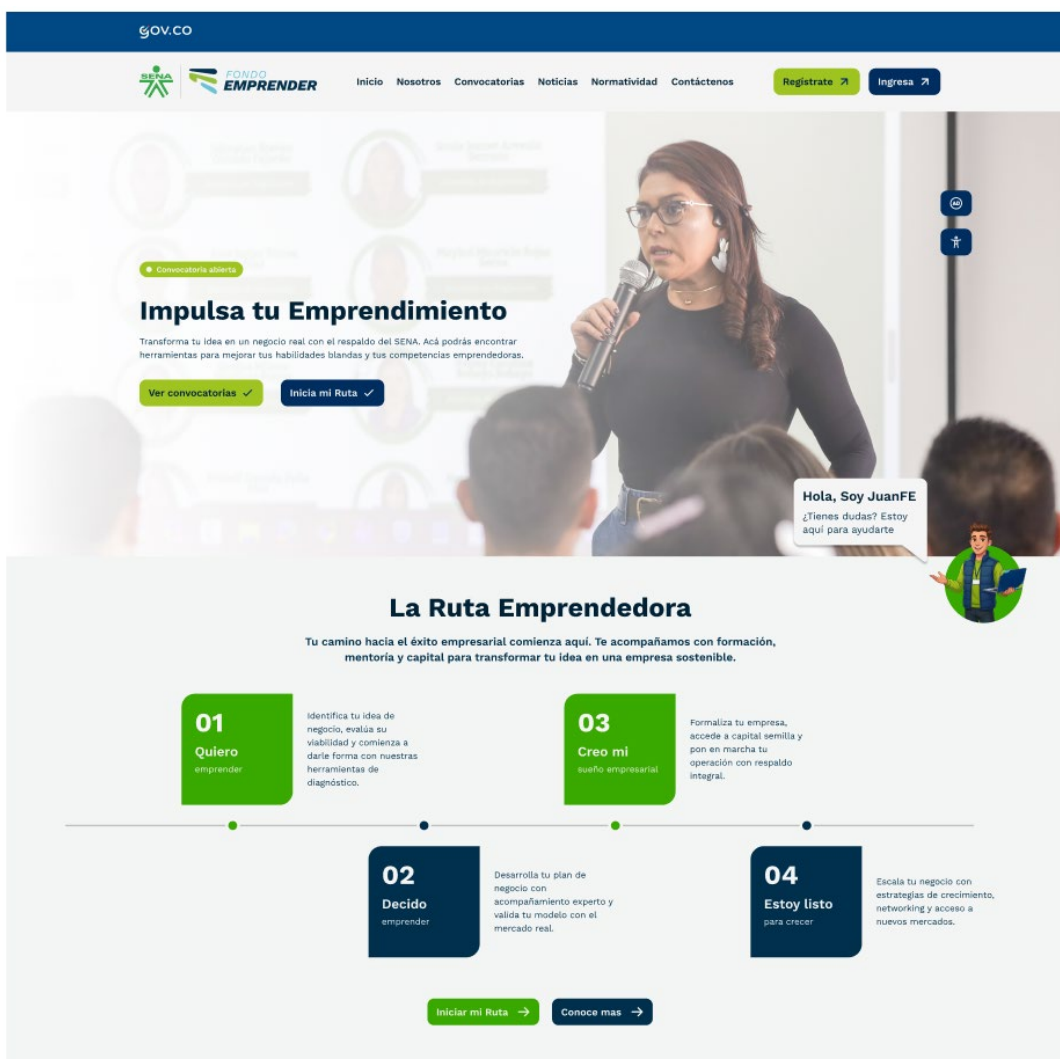 GOV.CO
SENA
FONDO
EMPRENDER
Inicio Nosotros Convocatorias Noticias Normatividad Contáctenos
Regístrate
Ingresa
AD
Convocatoria abierta
Impulsa tu Emprendimiento
Transforma tu idea en un negocio real con el respaldo del SENA. Acá podrás encontrar
herramientas para mejorar tus habilidades blandas y tus competencias emprendedoras.
Ver convocatorias
Inicia mi Ruta
Hola, Soy JuanFE
¿Tienes dudas? Estoy
aquí para ayudarte
La Ruta Emprendedora
Tu camino hacia el éxito empresarial comienza aquí. Te acompañamos con formación,
mentoría y capital para transformar tu idea en una empresa sostenible.
01
Quiero
emprender
Identifica tu idea de
negocio, evalúa su
viabilidad y comienza a
darle forma con nuestras
herramientas de
diagnóstico.
02
Decido
emprender
Desarrolla tu plan de
negocio con
acompañamiento experto y
valida tu modelo con el
mercado real.
03
Creo mi
sueño empresarial
Formaliza tu empresa,
accede a capital semilla y
pon en marcha tu
operación con respaldo
integral.
04
Estoy listo
para crecer
Escala tu negocio con
estrategias de crecimiento,
networking y acceso a
nuevos mercados.
Iniciar mi Ruta
Conoce mas